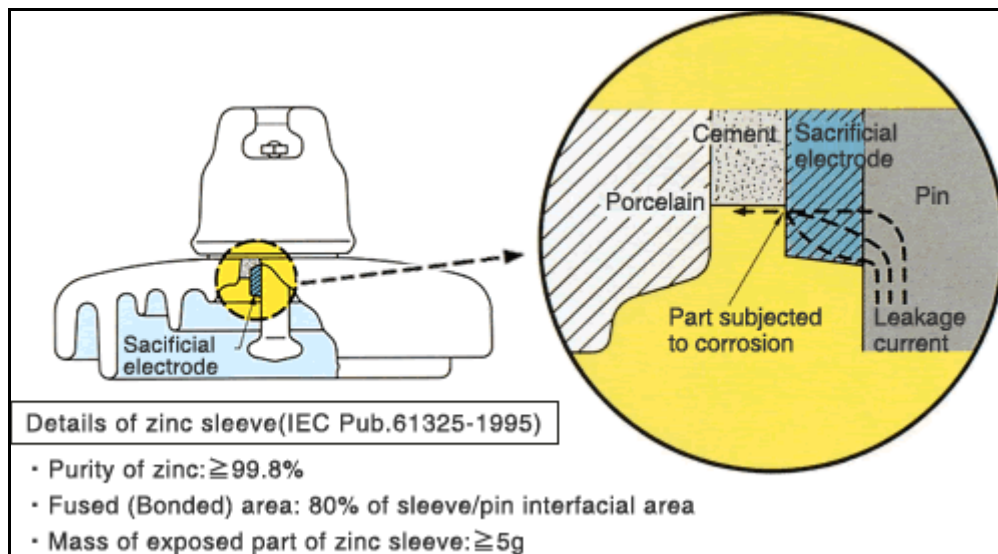 Cement
Sacrificial
electrode
Porcelain
Pin
Part subjected
to corrosion
Leakage
current
Sacificial
electrode
Details of zinc sleeve(IEC Pub.61325-1995)
・Purity of zinc:≧99.8%
・Fused (Bonded) area: 80% of sleeve/pin interfacial area
・Mass of exposed part of zinc sleeve:≧5g